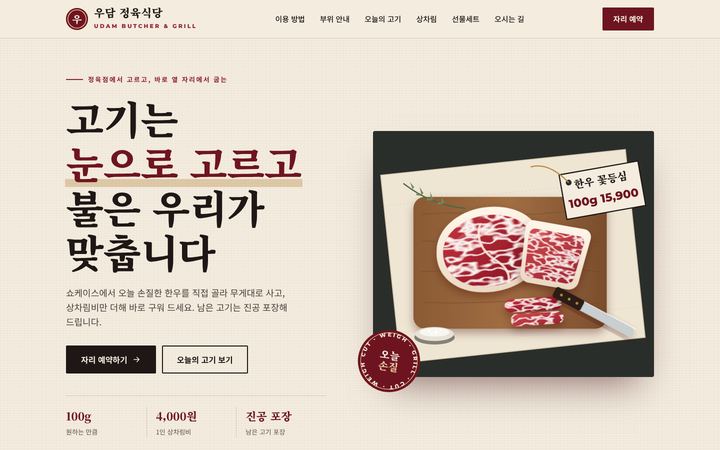 우
우담 정육식당
UDAM BUTCHER & GRILL
이용 방법
부위 안내
오늘의 고기
상차림
선물세트
오시는 길
자리 예약
정육점에서 고르고, 바로 옆 자리에서 굽는
고기는
눈으로 고르고
불은 우리가
맞춥니다
쇼케이스에서 오늘 손질한 한우를 직접 골라 무게대로 사고,
상차림비만 더해 바로 구워 드세요. 남은 고기는 진공 포장해
드립니다.
자리 예약하기 →
오늘의 고기 보기
100g
원하는 만큼
4,000원
1인 상차림비
진공 포장
남은 고기 포장
한우 꽃등심
100g 15,900
WEIGH · CUT · GRILL · WEIGH · CUT ·
오늘
손질